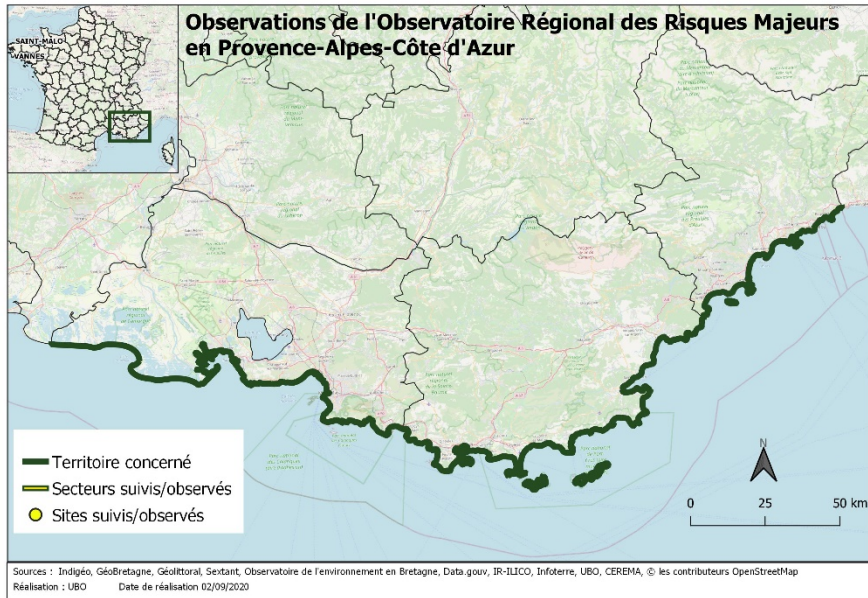 Observations de l'Observatoire Régional des Risques Majeurs
en Provence-Alpes-Côte d'Azur
SAINT-MALO
VANNES
Territoire concerné
Secteurs suivis/observés
Sites suivis/observés
N
0 25 50 km
Sources : Indigéo, GéoBretagne, Géolittoral, Sextant, Observatoire de l'environnement en Bretagne, Data.gouv, IR-ILICO, Infoterre, UBO, CEREMA, © les contributeurs OpenStreetMap
Réalisation : UBO Date de réalisation 02/09/2020